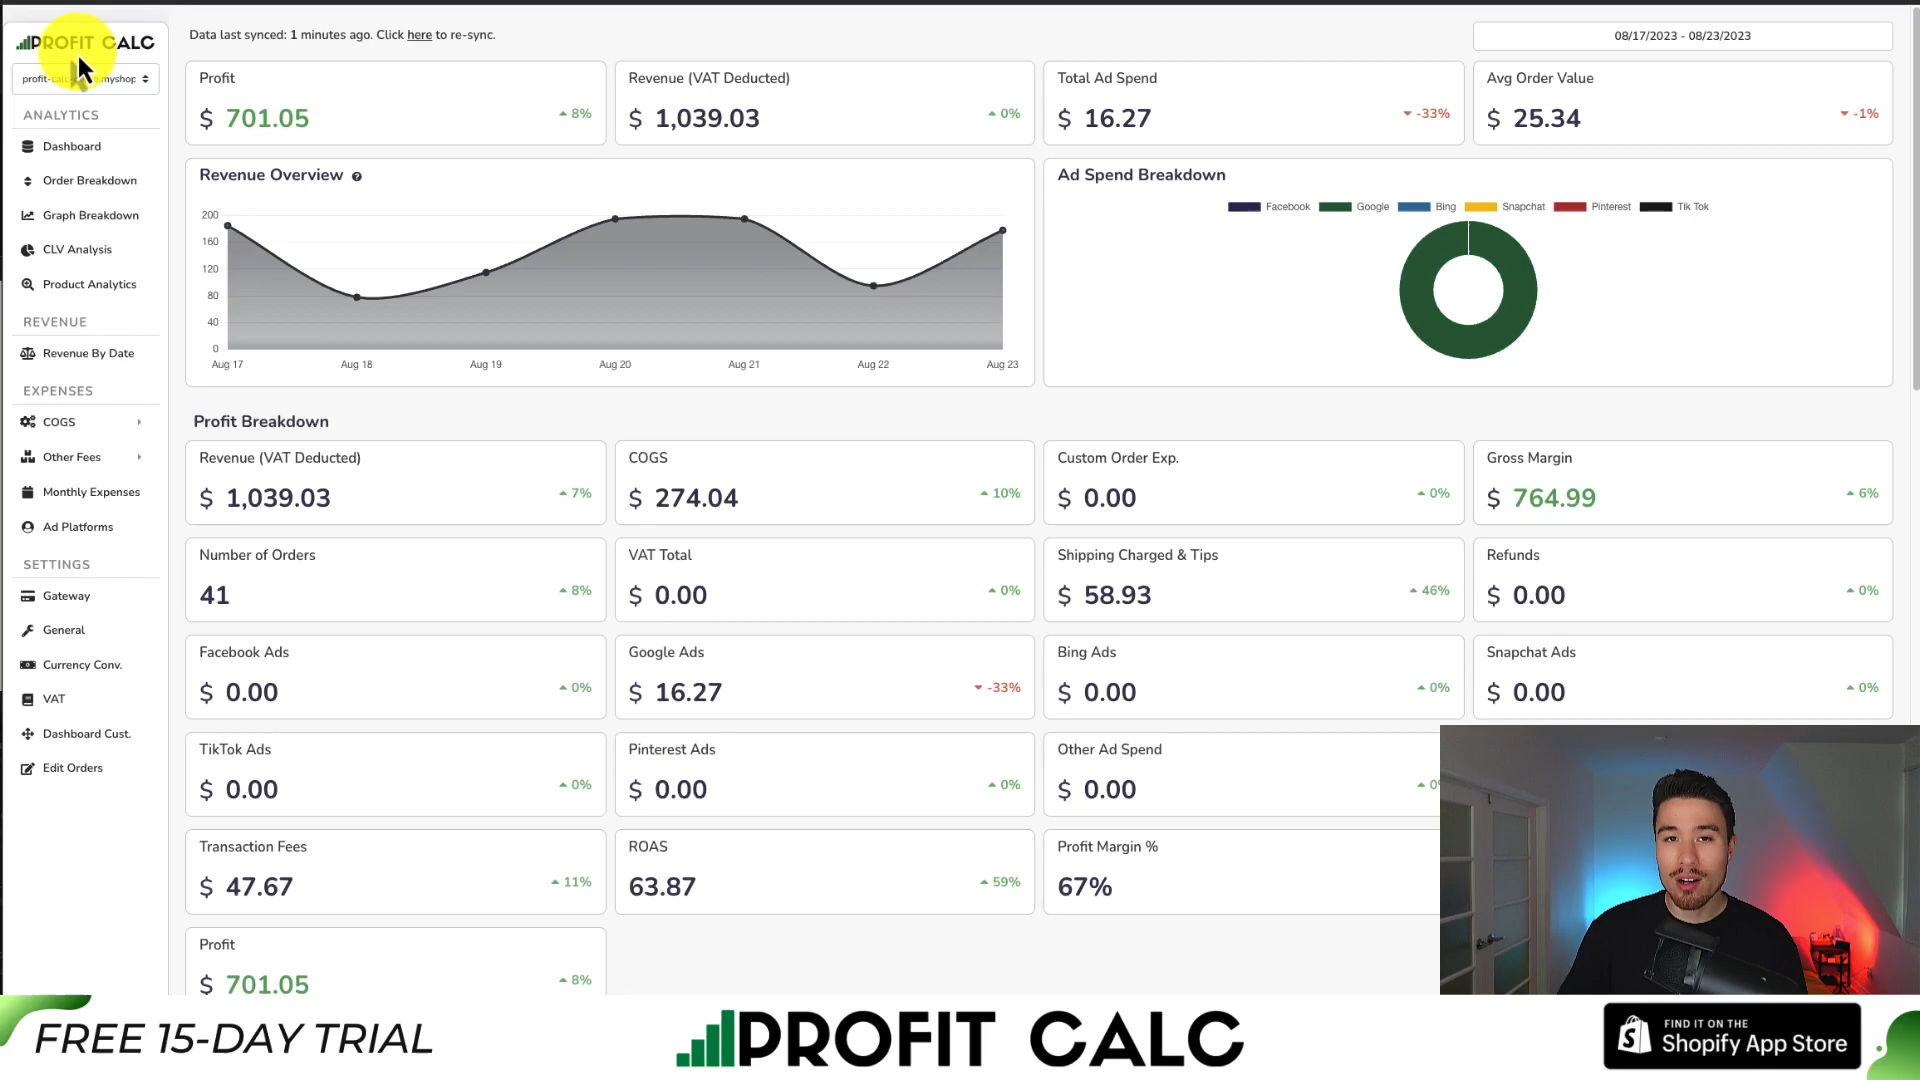 PROFIT CALC
profit-calc- .myshop
ANALYTICS
Dashboard
Order Breakdown
Graph Breakdown
CLV Analysis
Product Analytics
REVENUE
Revenue By Date
EXPENSES
COGS
Other Fees
Monthly Expenses
Ad Platforms
SETTINGS
Gateway
General
Currency Conv.
VAT
Dashboard Cust.
Edit Orders
Data last synced: 1 minutes ago. Click here to re-sync.
08/17/2023 - 08/23/2023
Profit
$ 701.05 8%
Revenue (VAT Deducted)
$ 1,039.03 0%
Total Ad Spend
$ 16.27 -33%
Avg Order Value
$ 25.34 -1%
Revenue Overview
200
160
120
80
40
0
Aug 17 Aug 18 Aug 19 Aug 20 Aug 21 Aug 22 Aug 23
Ad Spend Breakdown
Facebook Google Bing Snapchat Pinterest Tik Tok
Profit Breakdown
Revenue (VAT Deducted)
$ 1,039.03 7%
COGS
$ 274.04 10%
Custom Order Exp.
$ 0.00 0%
Gross Margin
$ 764.99 6%
Number of Orders
41 8%
VAT Total
$ 0.00 0%
Shipping Charged & Tips
$ 58.93 46%
Refunds
$ 0.00 0%
Facebook Ads
$ 0.00 0%
Google Ads
$ 16.27 -33%
Bing Ads
$ 0.00 0%
Snapchat Ads
$ 0.00 0%
TikTok Ads
$ 0.00 0%
Pinterest Ads
$ 0.00 0%
Other Ad Spend
$ 0.00 0
Transaction Fees
$ 47.67 11%
ROAS
63.87 59%
Profit Margin %
67%
Profit
$ 701.05 8%
FREE 15-DAY TRIAL
PROFIT CALC
FIND IT ON THE
Shopify App Store